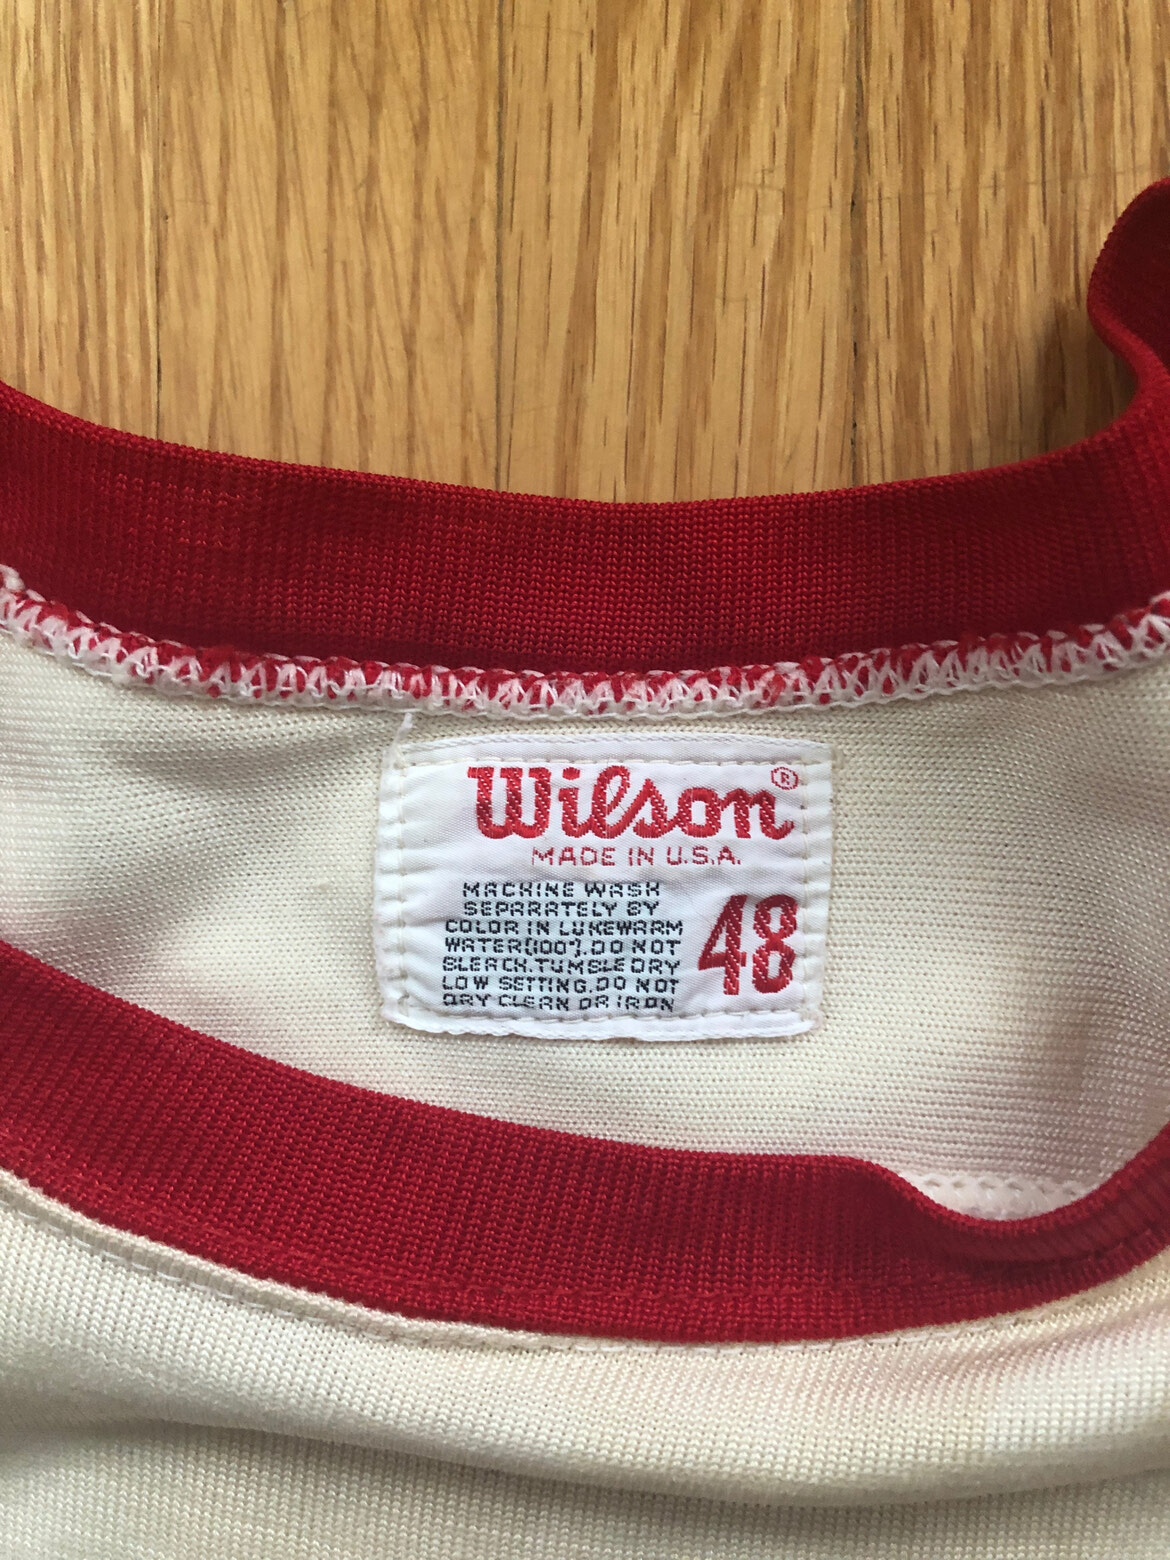 Wilson®
MADE IN U.S.A.
MACHINE WASH
SEPARATELY BY
COLOR IN LUKEWARM
WATER(100°).DO NOT
BLEACH.TUMBLE DRY
LOW SETTING.DO NOT
DRY CLEAN OR IRON
48